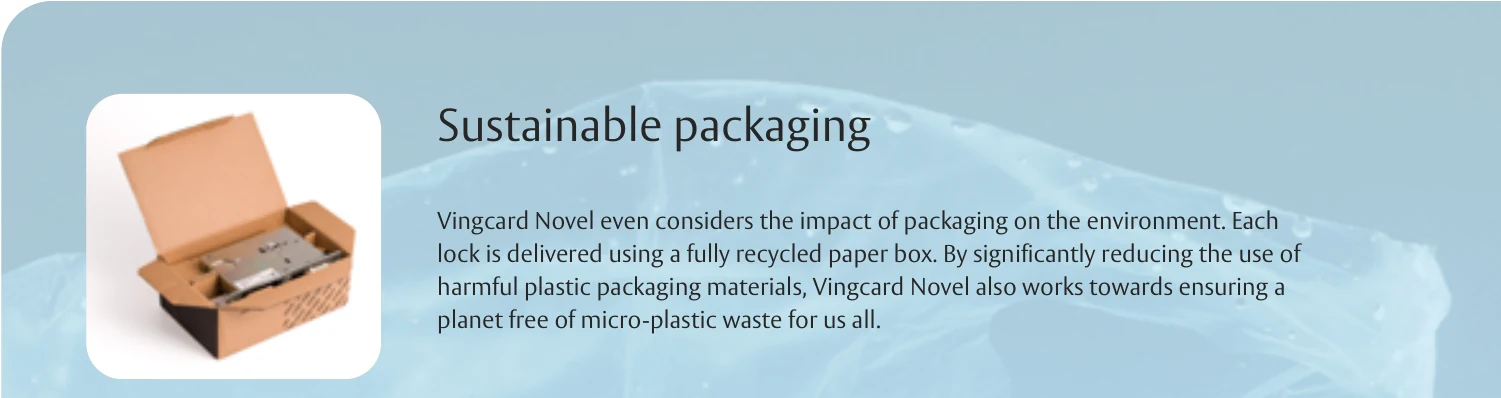 Sustainable packaging
Vingcard Novel even considers the impact of packaging on the environment. Each
lock is delivered using a fully recycled paper box. By significantly reducing the use of
harmful plastic packaging materials, Vingcard Novel also works towards ensuring a
planet free of micro-plastic waste for us all.